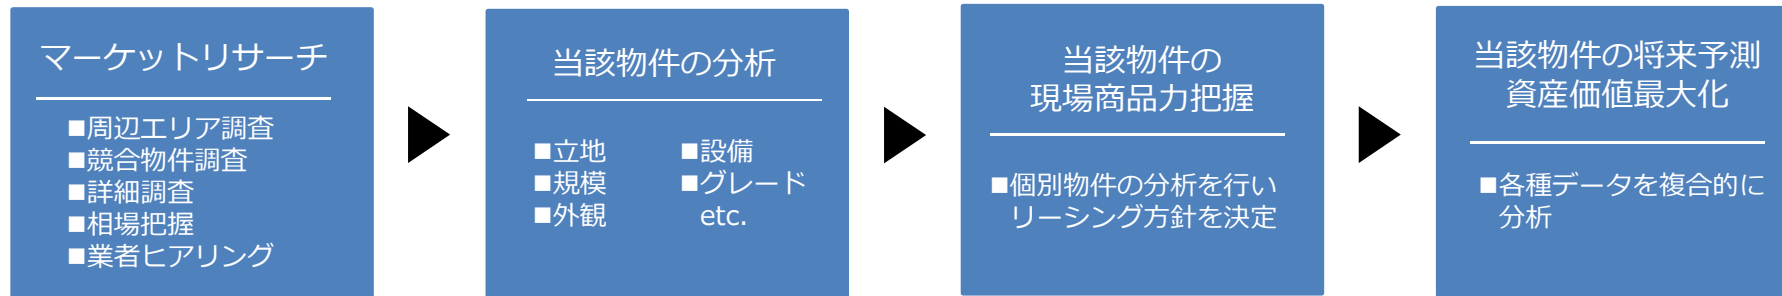 マーケットリサーチ
■周辺エリア調査
■競合物件調査
■詳細調査
■相場把握
■業者ヒアリング
当該物件の分析
■立地 ■設備
■規模 ■グレード
■外観 etc.
当該物件の
現場商品力把握
■個別物件の分析を行い
リーシング方針を決定
当該物件の将来予測
資産価値最大化
■各種データを複合的に
分析